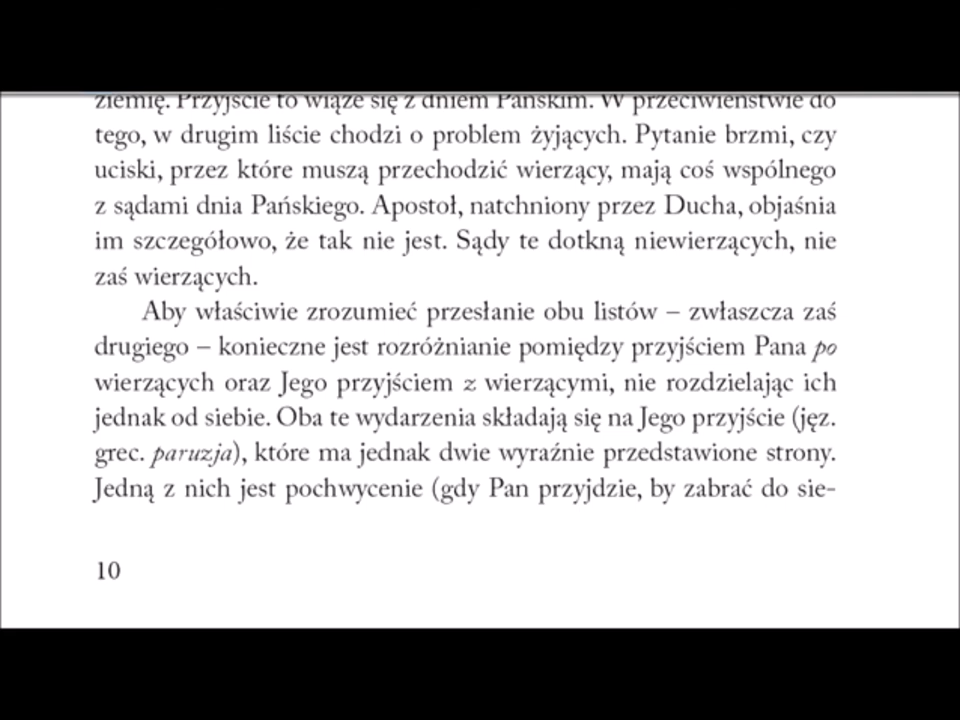 ziemię. Przyjście to wiąże się z dniem Pańskim. W przeciwieństwie do
tego, w drugim liście chodzi o problem żyjących. Pytanie brzmi, czy
uciski, przez które muszą przechodzić wierzący, mają coś wspólnego
z sądami dnia Pańskiego. Apostoł, natchniony przez Ducha, objaśnia
im szczegółowo, że tak nie jest. Sądy te dotkną niewierzących, nie
zaś wierzących.
Aby właściwie zrozumieć przesłanie obu listów – zwłaszcza zaś
drugiego – konieczne jest rozróżnianie pomiędzy przyjściem Pana po
wierzących oraz Jego przyjściem z wierzącymi, nie rozdzielając ich
jednak od siebie. Oba te wydarzenia składają się na Jego przyjście (jęz.
grec. paruzja), które ma jednak dwie wyraźnie przedstawione strony.
Jedną z nich jest pochwycenie (gdy Pan przyjdzie, by zabrać do sie-
10